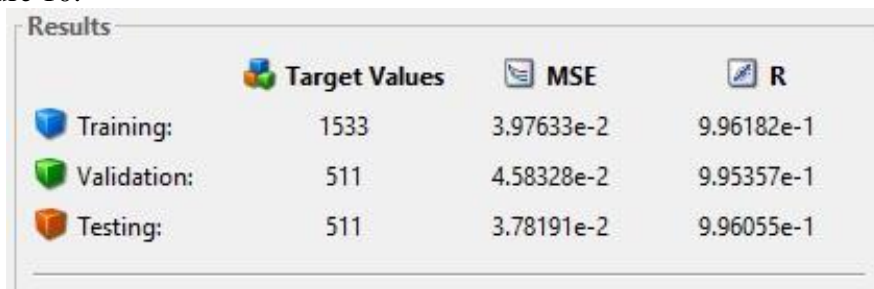 Results
Target Values MSE R
Training: 1533 3.97633e-2 9.96182e-1
Validation: 511 4.58328e-2 9.95357e-1
Testing: 511 3.78191e-2 9.96055e-1